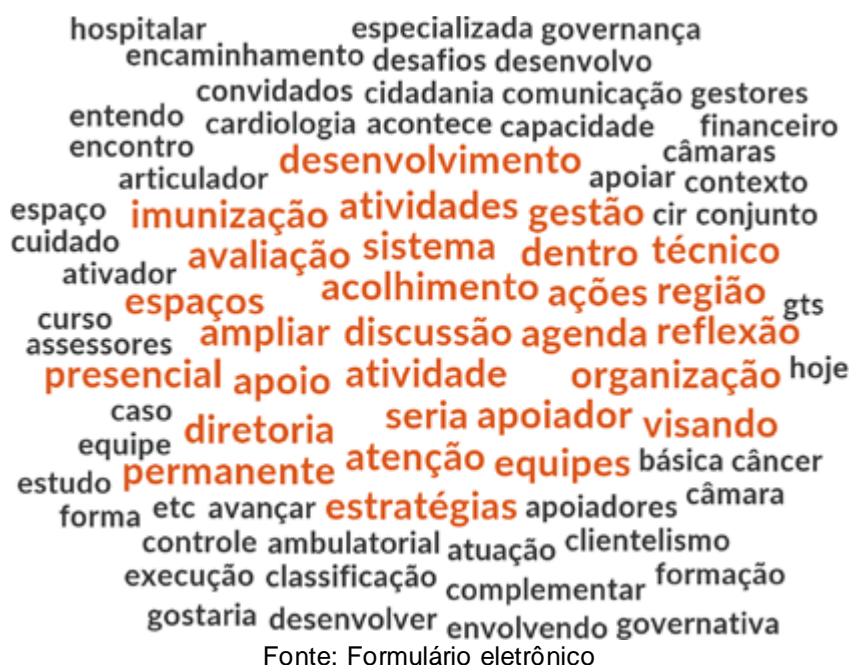 hospitalar especializada governança
encaminhamento desafios desenvolvo
convidados cidadania comunicação gestores
entendo cardiologia acontece capacidade financeiro
encontro desenvolvimento câmaras
articulador apoiar contexto
espaço imunização atividades gestão cir conjunto
cuidado avaliação sistema dentro técnico
ativador acolhimento ações região
espaços gts
curso ampliar discussão agenda reflexão
assessores
presencial apoio atividade organização hoje
caso diretoria seria apoiador visando
equipe
estudo permanente atenção equipes básica câncer
forma etc avançar estratégias apoiadores câmara
controle ambulatorial atuação clientelismo
execução classificação complementar formação
gostaria desenvolver envolvendo governativa
Fonte: Formulário eletrônico